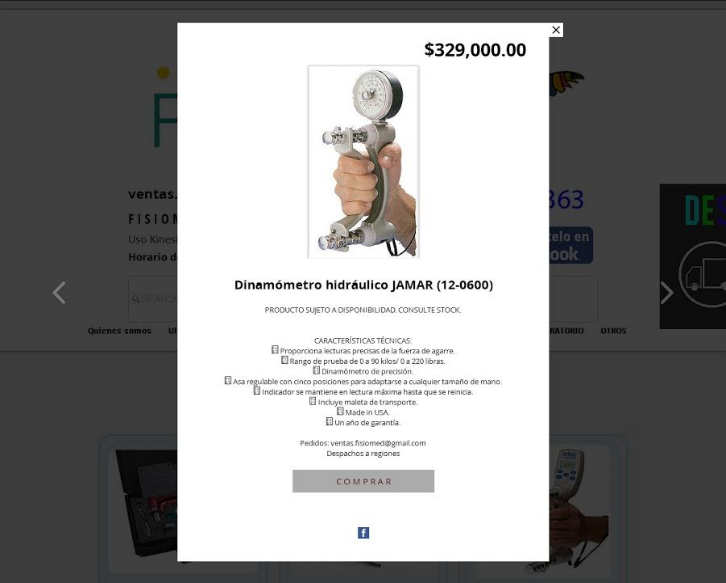 $329,000.00
Dinamómetro hidráulico JAMAR (12-0600)
PRODUCTO SUJETO A DISPONIBILIDAD. CONSULTE STOCK.
CARACTERÍSTICAS TÉCNICAS:
Proporciona lecturas precisas de la fuerza de agarre.
Rango de prueba de 0 a 90 kilos/ 0 a 220 libras.
Dinamómetro de precisión.
Asa regulable con cinco posiciones para adaptarse a cualquier tamaño de mano.
Indicador se mantiene en lectura máxima hasta que se reinicia.
Incluye maleta de transporte.
Made in USA.
Un año de garantía.
Pedidos: ventas.fisiomed@gmail.com
Despachos a regiones
COMPRAR
ventas.
FISIOM
Uso Kines
Horario d
SEARCH
Quienes somos
OTROS
363
elo en
ook
DE